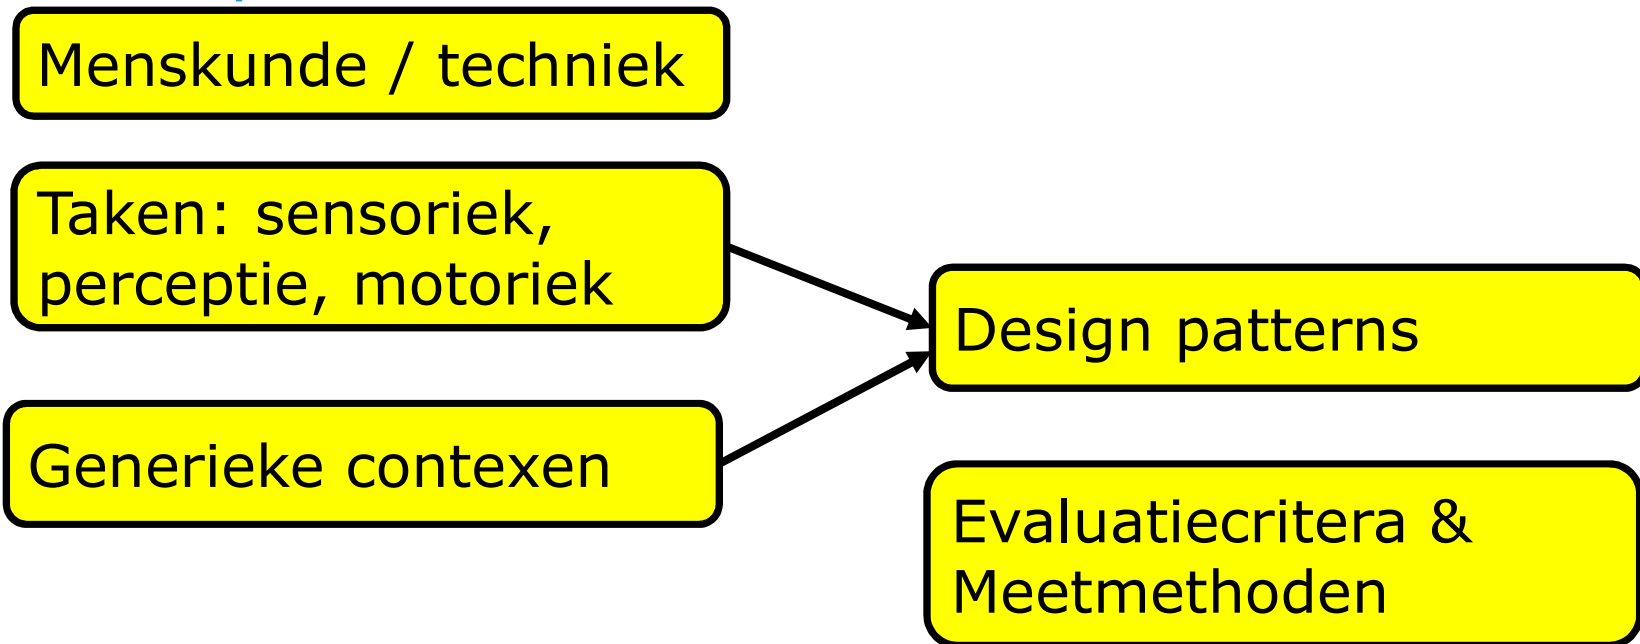 Menskunde / techniek
Taken: sensoriek,
perceptie, motoriek
Design patterns
Generieke contexen
Evaluatiecritera &
Meetmethoden